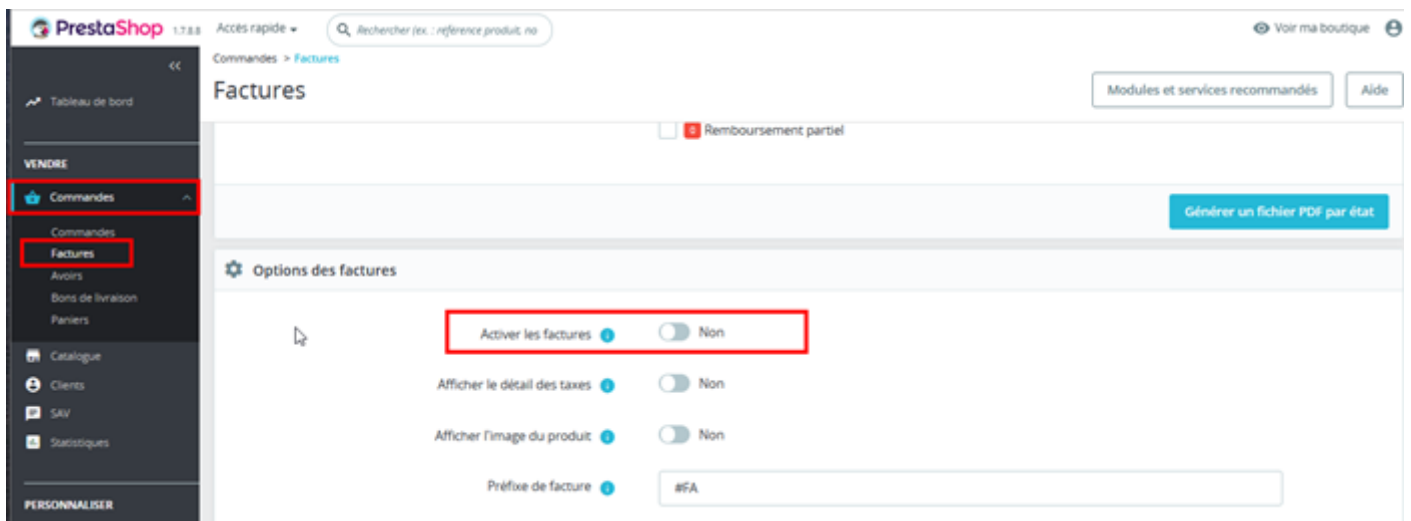 PrestaShop 1.7.8.8 Accès rapide Rechercher (ex. : référence produit, no Voir ma boutique
Commandes > Factures
Factures
Modules et services recommandés Aide
Tableau de bord
VENDRE
Commandes
Commandes
Factures
Avoirs
Bons de livraison
Paniers
Catalogue
Clients
SAV
Statistiques
PERSONNALISER
0 Remboursement partiel
Générer un fichier PDF par état
Options des factures
Activer les factures Non
Afficher le détail des taxes Non
Afficher l'image du produit Non
Préfixe de facture #FA